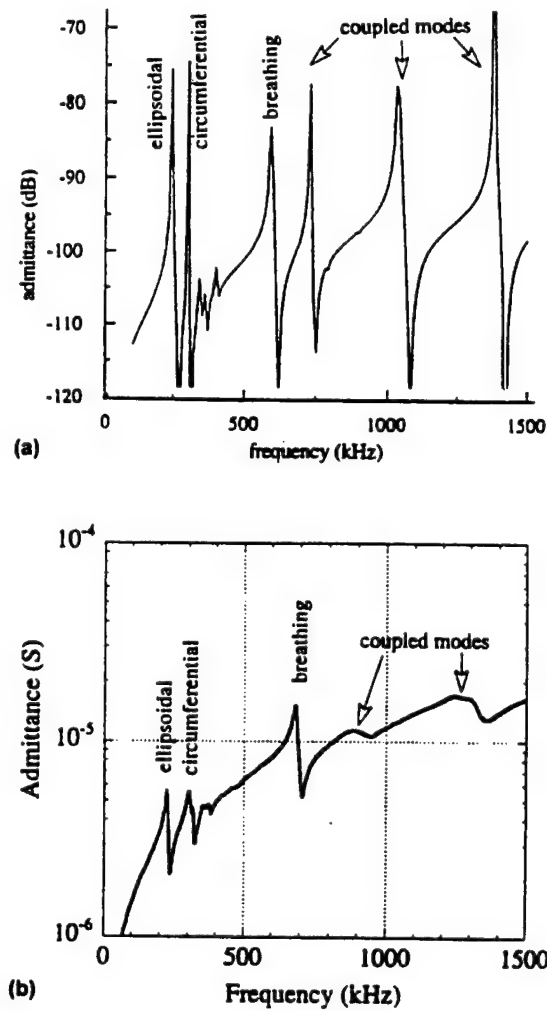 coupled modes
ellipsoidal
circumferential
breathing
admittance (dB)
-70
-80
-90
-100
-110
-120
0
500
1000
1500
frequency (kHz)
(a)
10-4
10-5
10-6
Admittance (S)
ellipsoidal
circumferential
breathing
coupled modes
0
500
1000
1500
Frequency (kHz)
(b)